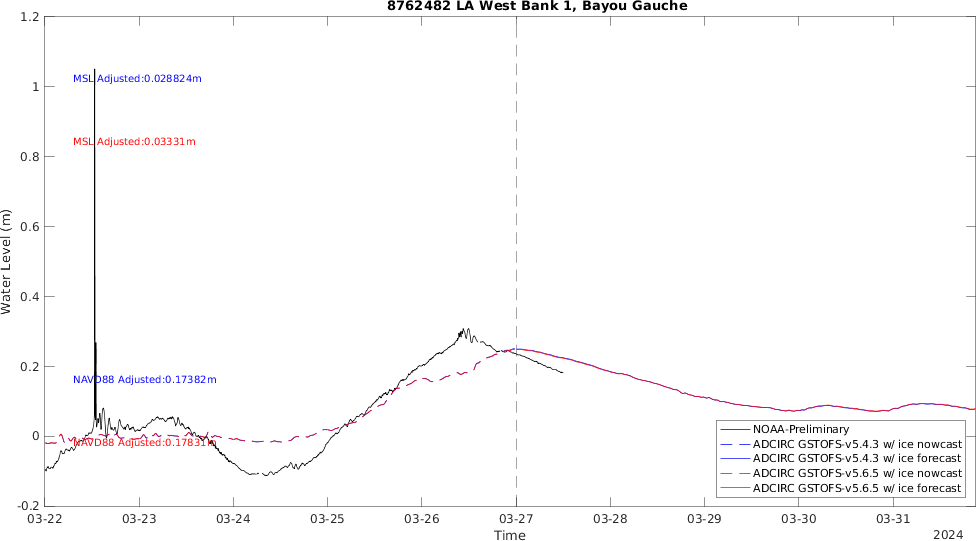 8762482 LA West Bank 1, Bayou Gauche
1.2
1
0.8
0.6
0.4
0.2
0
-0.2
Water Level (m)
MSL Adjusted:0.028824m
MSL Adjusted:0.03331m
NAVD88 Adjusted:0.17382m
NAVD88 Adjusted:0.17831m
NOAA-Preliminary
ADCIRC GSTOFS-v5.4.3 w/ ice nowcast
ADCIRC GSTOFS-v5.4.3 w/ ice forecast
ADCIRC GSTOFS-v5.6.5 w/ ice nowcast
ADCIRC GSTOFS-v5.6.5 w/ ice forecast
03-22 03-23 03-24 03-25 03-26 03-27 03-28 03-29 03-30 03-31
Time
2024